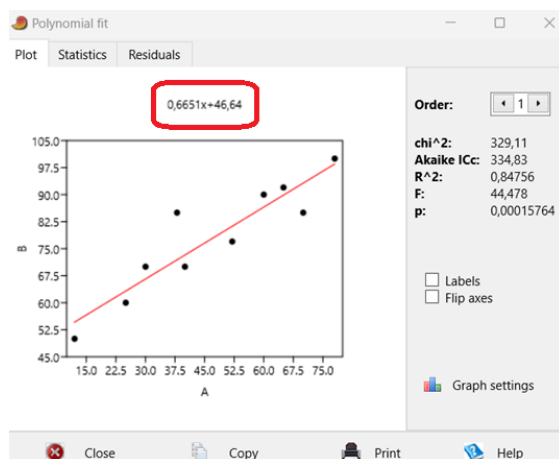 Polynomial fit
Plot Statistics Residuals
0,6651x+46,64
105.0
97.5
90.0
82.5
75.0
67.5
60.0
52.5
45.0
B
15.0 22.5 30.0 37.5 45.0 52.5 60.0 67.5 75.0
A
Order: 1
chi^2: 329,11
Akaike ICc: 334,83
R^2: 0,84756
F: 44,478
p: 0,00015764
Labels
Flip axes
Graph settings
Close Copy Print Help